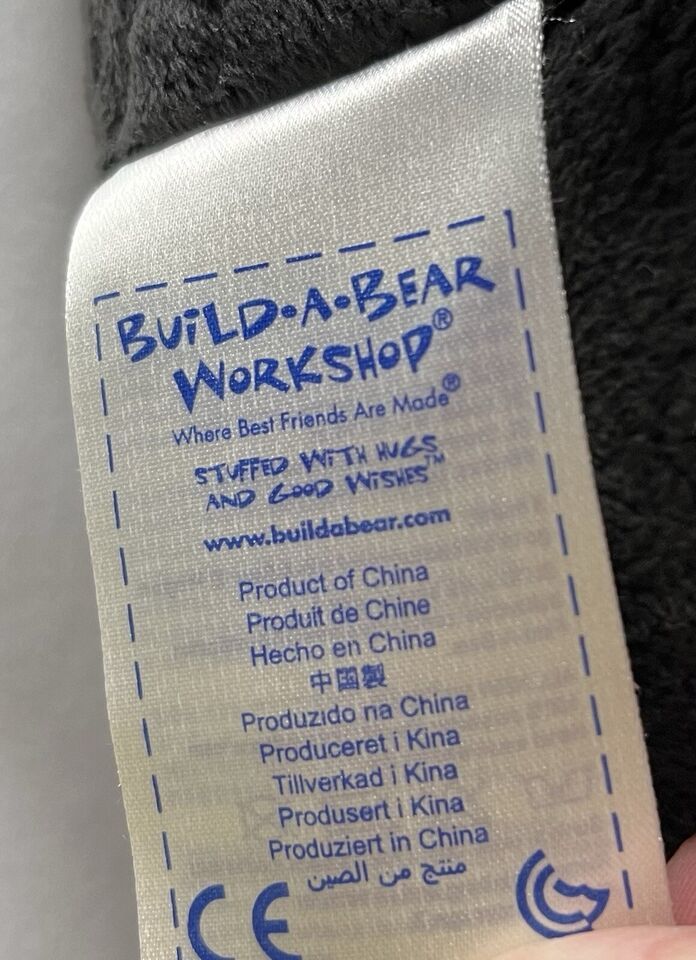 BUiLD•A•BEAR
WORKSHOP®
Where Best Friends Are Made®
STUFFED WiTH HUGS
AND GOOD WiSHES™
www.buildabear.com
Product of China
Produit de Chine
Hecho en China
中国製
Produzido na China
Produceret i Kina
Tillverkad i Kina
Produsert i Kina
Produziert in China
منتج من الصين
CE